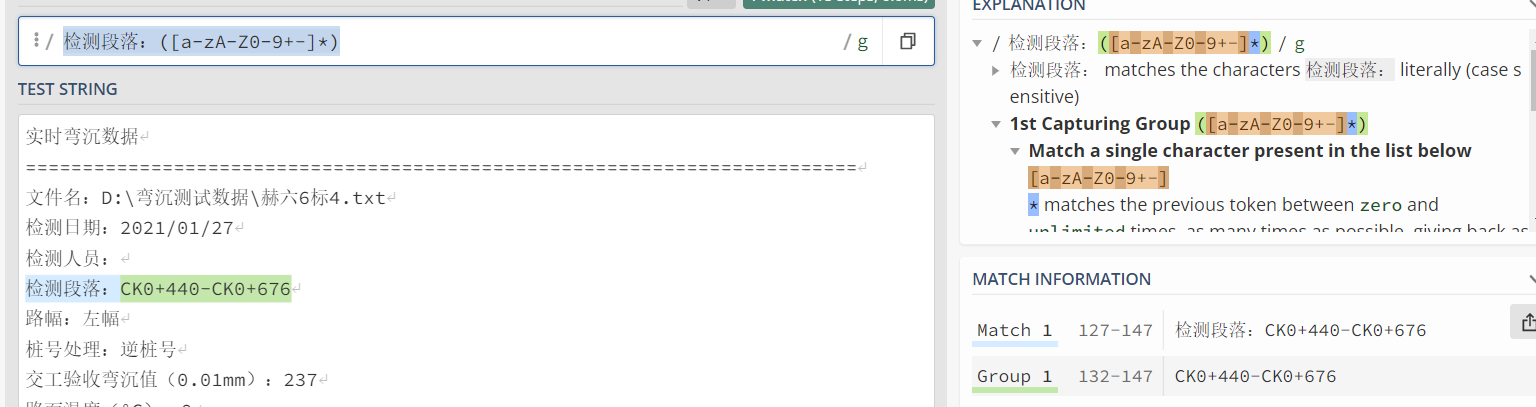 EXPLANATION
/ 检测段落：([a-zA-Z0-9+-]*)
/ g
TEST STRING
实时弯沉数据
=========================================================================
文件名：D:\弯沉测试数据\赫六6标4.txt
检测日期：2021/01/27
检测人员：
检测段落：CK0+440-CK0+676
路幅：左幅
桩号处理：逆桩号
交工验收弯沉值（0.01mm）：237
/ 检测段落：([a-zA-Z0-9+-]*) / g
检测段落： matches the characters 检测段落： literally (case s
ensitive)
1st Capturing Group ([a-zA-Z0-9+-]*)
Match a single character present in the list below
[a-zA-Z0-9+-]
* matches the previous token between zero and
unlimited times, as many times as possible, giving back as
MATCH INFORMATION
Match 1 127-147 检测段落：CK0+440-CK0+676
Group 1 132-147 CK0+440-CK0+676